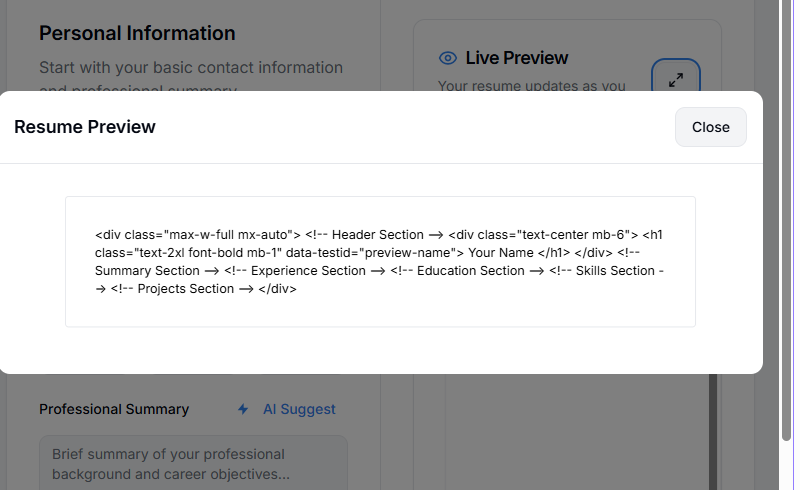 Personal Information
Start with your basic contact information
and professional summary
Live Preview
Your resume updates as you
Resume Preview
Close
<div class="max-w-full mx-auto"> <!-- Header Section --> <div class="text-center mb-6"> <h1
class="text-2xl font-bold mb-1" data-testid="preview-name"> Your Name </h1> </div> <!--
Summary Section --> <!-- Experience Section --> <!-- Education Section --> <!-- Skills Section -
-> <!-- Projects Section --> </div>
Professional Summary
AI Suggest
Brief summary of your professional
background and career objectives...